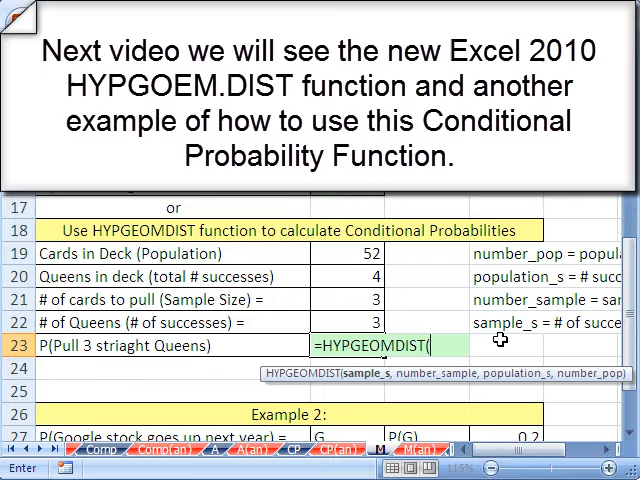 Next video we will see the new Excel 2010
HYPGOEM.DIST function and another
example of how to use this Conditional
Probability Function.
17 or
18 Use HYPGEOMDIST function to calculate Conditional Probabilities
19 Cards in Deck (Population) 52 number_pop = popula
20 Queens in deck (total # successes) 4 population_s = # succ
21 # of cards to pull (Sample Size) = 3 number_sample = sam
22 # of Queens (# of successes) = 3 sample_s = # of succe
23 P(Pull 3 striaght Queens) =HYPGEOMDIST(
24 HYPGEOMDIST(sample_s, number_sample, population_s, number_pop)
25
26 Example 2:
27 P(Google stock goes up next year) = G P(G) 0.2
Comp Comp(an) A A(an) CP CP(an) M M(an)
Enter 115%